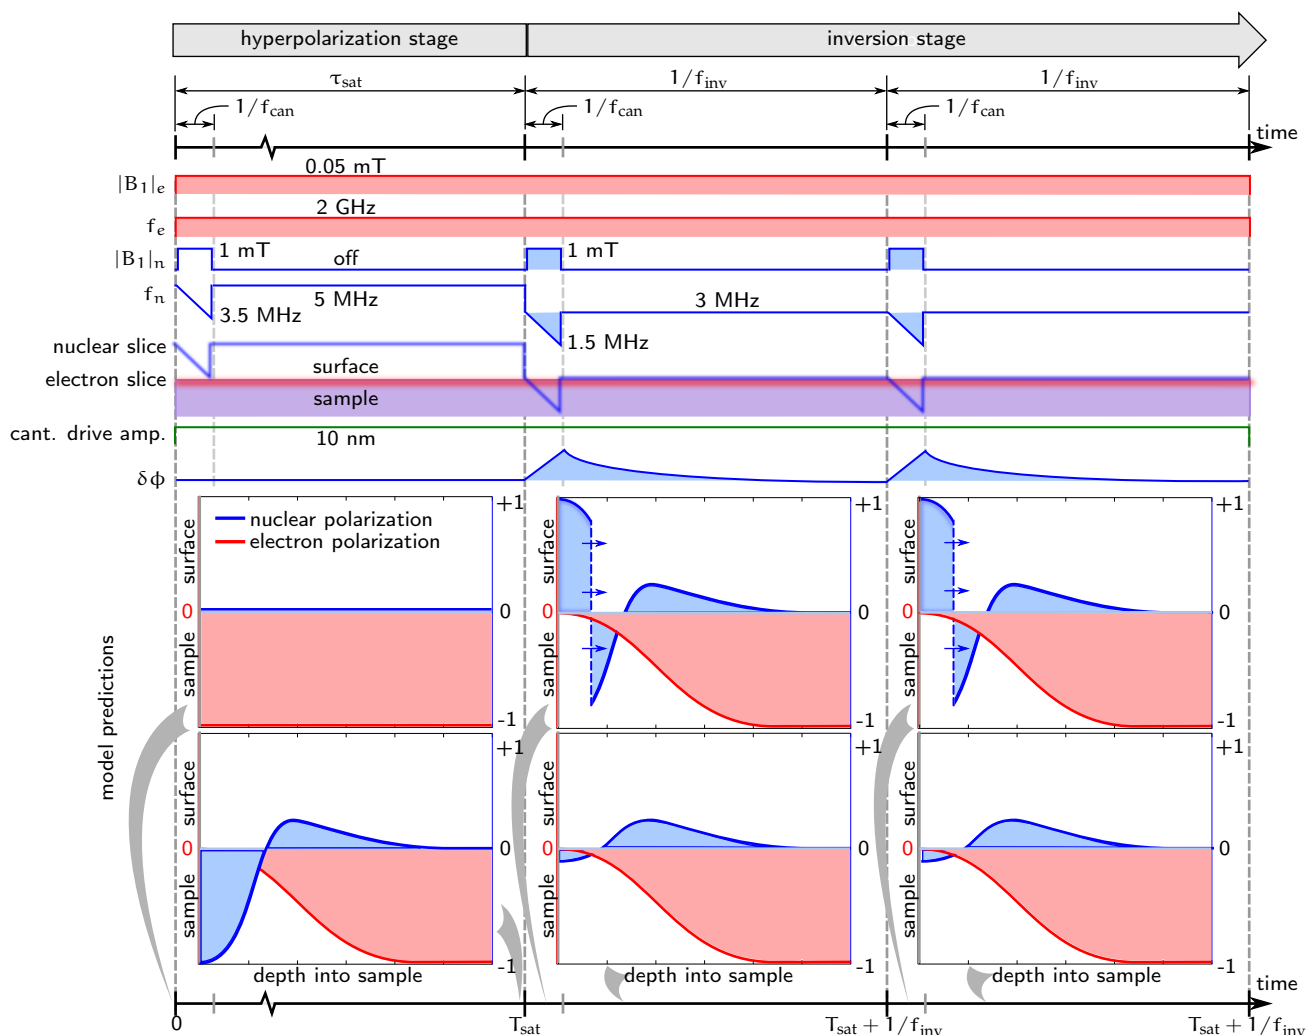 hyperpolarization stage
inversion stage
τsat
1/finv
1/finv
1/fcan
1/fcan
1/fcan
time
0.05 mT
|B1|e
2 GHz
fe
1 mT
1 mT
|B1|n
off
fn
5 MHz
3 MHz
3.5 MHz
1.5 MHz
nuclear slice
surface
electron slice
sample
cant. drive amp.
10 nm
δϕ
model predictions
nuclear polarization
electron polarization
surface
sample
0
+1
0
-1
surface
sample
0
+1
0
-1
surface
sample
0
+1
0
-1
surface
sample
0
+1
0
-1
depth into sample
surface
sample
0
+1
0
-1
depth into sample
surface
sample
0
+1
0
-1
depth into sample
time
0
Tsat
Tsat + 1/finv
Tsat + 1/finv